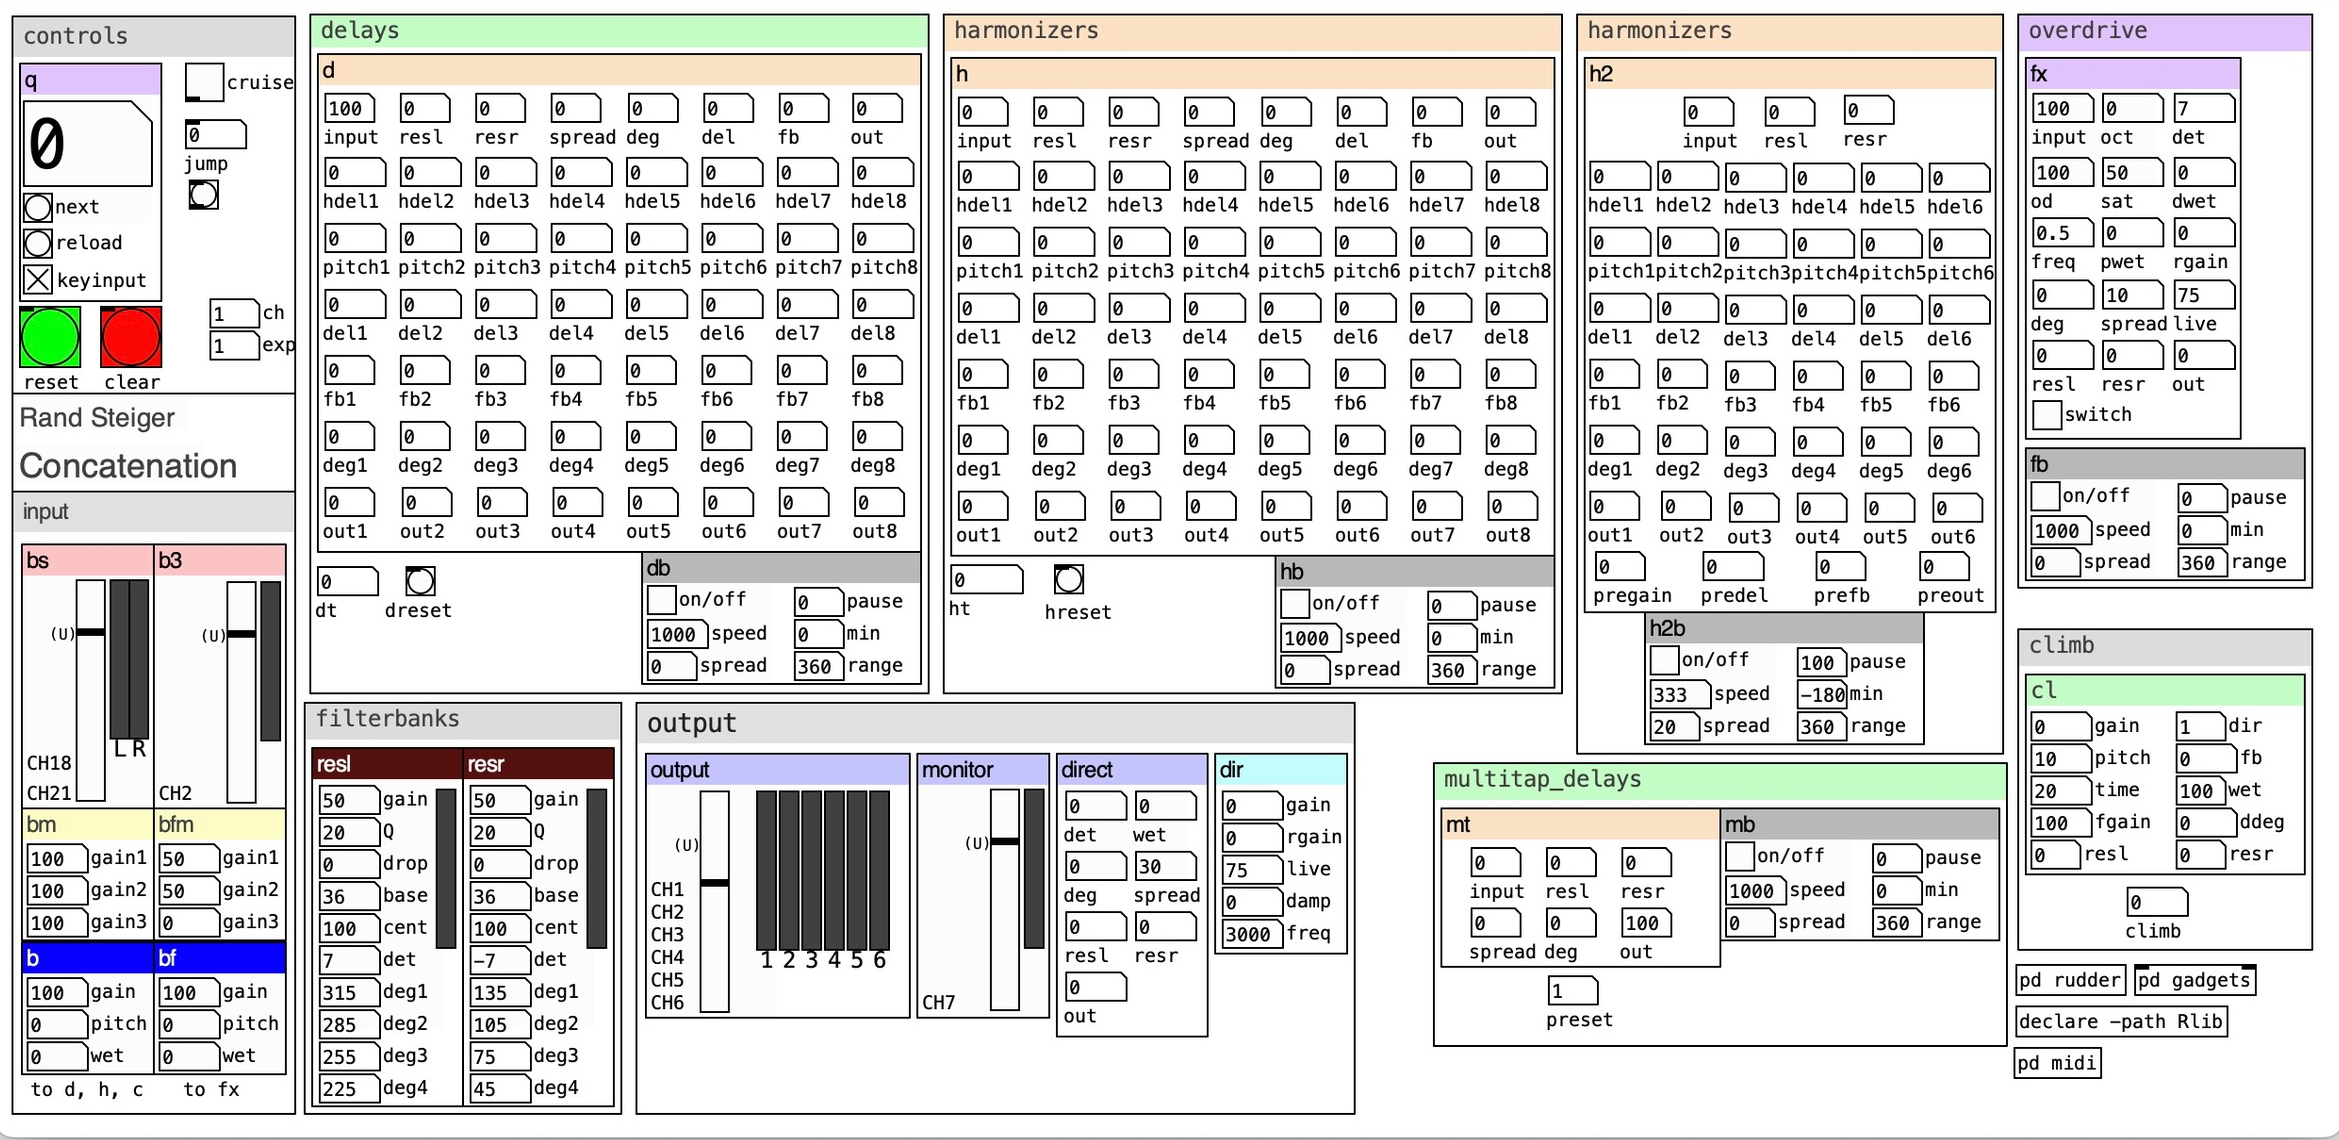 controls
q
cruise
0
0
jump
next
reload
keyinput
1 ch
1 exp
reset clear
Rand Steiger
Concatenation
input
bs b3
(U) (U)
L R
CH18
CH21 CH2
bm bfm
100 gain1 50 gain1
100 gain2 50 gain2
100 gain3 0 gain3
b bf
100 gain 100 gain
0 pitch 0 pitch
0 wet 0 wet
to d, h, c to fx
delays
d
100 0 0 0 0 0 0 0
input resl resr spread deg del fb out
0 0 0 0 0 0 0 0
hdel1 hdel2 hdel3 hdel4 hdel5 hdel6 hdel7 hdel8
0 0 0 0 0 0 0 0
pitch1 pitch2 pitch3 pitch4 pitch5 pitch6 pitch7 pitch8
0 0 0 0 0 0 0 0
del1 del2 del3 del4 del5 del6 del7 del8
0 0 0 0 0 0 0 0
fb1 fb2 fb3 fb4 fb5 fb6 fb7 fb8
0 0 0 0 0 0 0 0
deg1 deg2 deg3 deg4 deg5 deg6 deg7 deg8
0 0 0 0 0 0 0 0
out1 out2 out3 out4 out5 out6 out7 out8
0
dt dreset
db
on/off 0 pause
1000 speed 0 min
0 spread 360 range
harmonizers
h
0 0 0 0 0 0 0 0
input resl resr spread deg del fb out
0 0 0 0 0 0 0 0
hdel1 hdel2 hdel3 hdel4 hdel5 hdel6 hdel7 hdel8
0 0 0 0 0 0 0 0
pitch1 pitch2 pitch3 pitch4 pitch5 pitch6 pitch7 pitch8
0 0 0 0 0 0 0 0
del1 del2 del3 del4 del5 del6 del7 del8
0 0 0 0 0 0 0 0
fb1 fb2 fb3 fb4 fb5 fb6 fb7 fb8
0 0 0 0 0 0 0 0
deg1 deg2 deg3 deg4 deg5 deg6 deg7 deg8
0 0 0 0 0 0 0 0
out1 out2 out3 out4 out5 out6 out7 out8
0
ht hreset
hb
on/off 0 pause
1000 speed 0 min
0 spread 360 range
harmonizers
h2
0 0 0
input resl resr
0 0 0 0 0 0
hdel1 hdel2 hdel3 hdel4 hdel5 hdel6
0 0 0 0 0 0
pitch1 pitch2 pitch3 pitch4 pitch5 pitch6
0 0 0 0 0 0
del1 del2 del3 del4 del5 del6
0 0 0 0 0 0
fb1 fb2 fb3 fb4 fb5 fb6
0 0 0 0 0 0
deg1 deg2 deg3 deg4 deg5 deg6
0 0 0 0 0 0
out1 out2 out3 out4 out5 out6
0 0 0 0
pregain predel prefb preout
h2b
on/off 100 pause
333 speed -180 min
20 spread 360 range
overdrive
fx
100 0 7
input oct det
100 50 0
od sat dwet
0.5 0 0
freq pwet rgain
0 10 75
deg spread live
0 0 0
resl resr out
switch
fb
on/off 0 pause
1000 speed 0 min
0 spread 360 range
filterbanks
resl resr
50 gain 50 gain
20 Q 20 Q
0 drop 0 drop
36 base 36 base
100 cent 100 cent
7 det -7 det
315 deg1 135 deg1
285 deg2 105 deg2
255 deg3 75 deg3
225 deg4 45 deg4
output
output
(U)
CH1
CH2
CH3
CH4
CH5
CH6
1 2 3 4 5 6
monitor
(U)
CH7
direct
0 0
det wet
0 30
deg spread
0 0
resl resr
0
out
dir
0 gain
0 rgain
75 live
0 damp
3000 freq
multitap_delays
mt
0 0 0
input resl resr
0 0 100
spread deg out
mb
on/off 0 pause
1000 speed 0 min
0 spread 360 range
1
preset
climb
cl
0 gain 1 dir
10 pitch 0 fb
20 time 100 wet
100 fgain 0 ddeg
0 resl 0 resr
0
climb
pd rudder pd gadgets
declare -path Rlib
pd midi